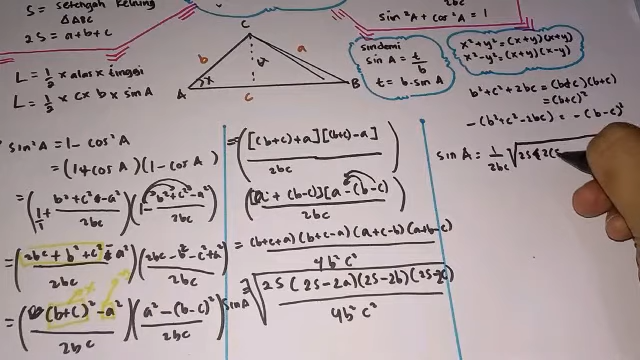 S = setengah keliling
ΔABC
2S = a+b+c
sin²A + cos²A = 1
L = 1/2 x alas x tinggi
L = 1/2 x c x b x sin A
C
b
a
A
x
c
B
sindemi
sin A = t/b
t = b·sin A
x²+y² = (x+y)(x+y)
x²-y² = (x+y)(x-y)
b²+c²+2bc = (b+c)(b+c)
= (b+c)²
-(b²+c²-2bc) = -(b-c)²
sin A = 1/2bc √2S 2(S
sin²A = 1 - cos²A
= (1+cos A)(1-cos A)
= (1/1 + b²+c²-a²/2bc)(1 - b²+c²-a²/2bc)
= (2bc + b²+c²-a²/2bc)(2bc-b²-c²+a²/2bc)
= ((b+c)²-a²/2bc)(a²-(b-c)²/2bc)
= ([(b+c)+a][(b+c)-a]/2bc)
([a+(b-c)][a-(b-c)]/2bc)
= (b+c+a)(b+c-a)(a+c-b)(a+b-c)/4b²c²
sin A = √2S(2S-2a)(2S-2b)(2S-2c)/4b²c²